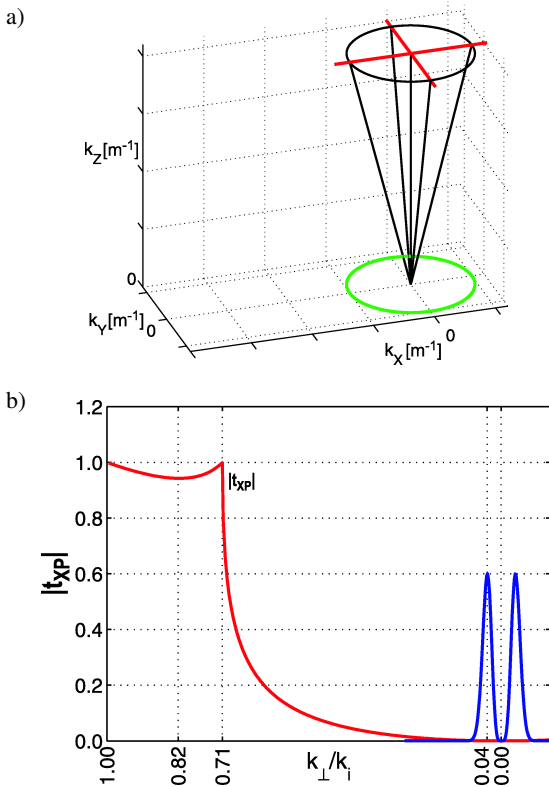 a)
k_Z[m⁻¹]
0
k_Y[m⁻¹]
0
k_X[m⁻¹]
0
b)
1.2
1.0
0.8
0.6
0.4
0.2
0.0
|t_XP|
|t_XP|
1.00
0.82
0.71
k_⊥/k_i
0.04
0.00